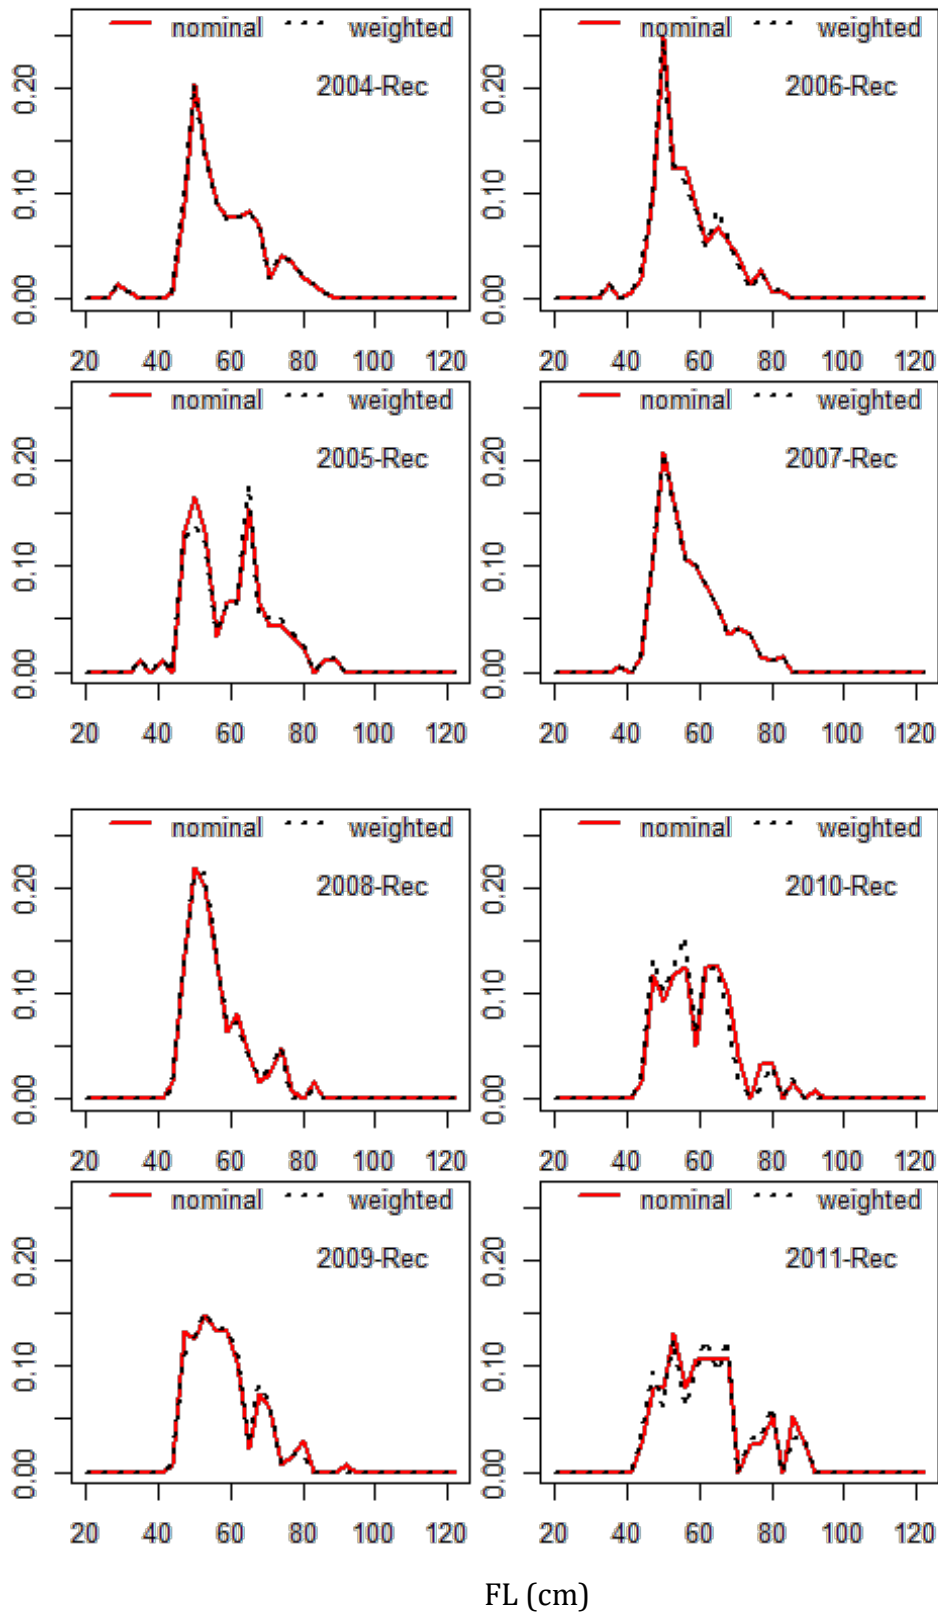 nominal weighted nominal weighted
2004-Rec 2006-Rec
0.00 0.10 0.20 0.00 0.10 0.20
20 40 60 80 100 120 20 40 60 80 100 120
nominal weighted nominal weighted
2005-Rec 2007-Rec
0.00 0.10 0.20 0.00 0.10 0.20
20 40 60 80 100 120 20 40 60 80 100 120
nominal weighted nominal weighted
2008-Rec 2010-Rec
0.00 0.10 0.20 0.00 0.10 0.20
20 40 60 80 100 120 20 40 60 80 100 120
nominal weighted nominal weighted
2009-Rec 2011-Rec
0.00 0.10 0.20 0.00 0.10 0.20
20 40 60 80 100 120 20 40 60 80 100 120
FL (cm)